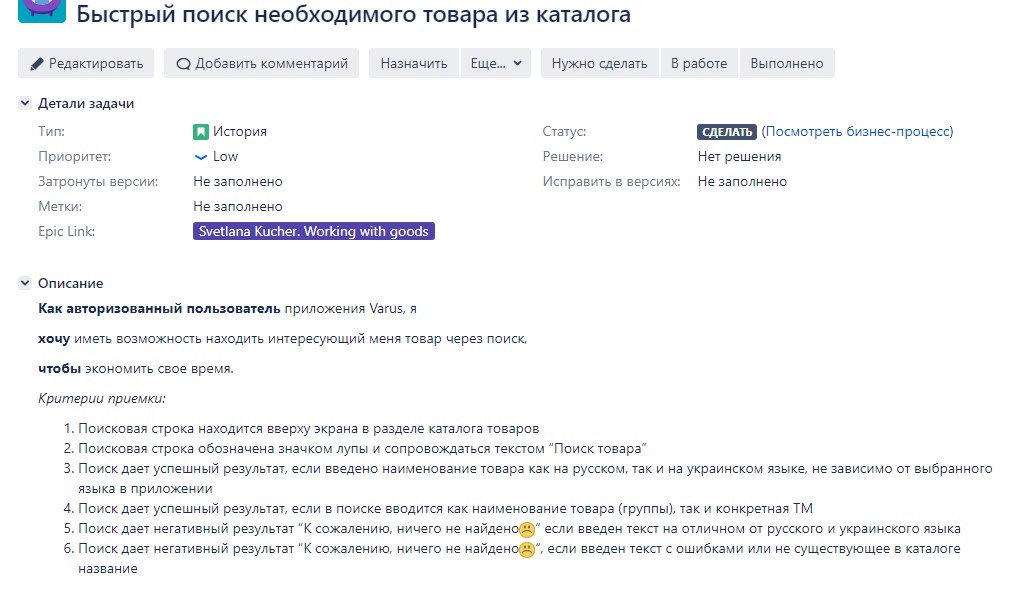 Быстрый поиск необходимого товара из каталога
Редактировать Добавить комментарий Назначить Еще... Нужно сделать В работе Выполнено
Детали задачи
Тип: История Статус: СДЕЛАТЬ (Посмотреть бизнес-процесс)
Приоритет: Low Решение: Нет решения
Затронуты версии: Не заполнено Исправить в версиях: Не заполнено
Метки: Не заполнено
Epic Link: Svetlana Kucher. Working with goods
Описание
Как авторизованный пользователь приложения Varus, я
хочу иметь возможность находить интересующий меня товар через поиск,
чтобы экономить свое время.
Критерии приемки:
1. Поисковая строка находится вверху экрана в разделе каталога товаров
2. Поисковая строка обозначена значком лупы и сопровождаться текстом “Поиск товара”
3. Поиск дает успешный результат, если введено наименование товара как на русском, так и на украинском языке, не зависимо от выбранного
языка в приложении
4. Поиск дает успешный результат, если в поиске вводится как наименование товара (группы), так и конкретная ТМ
5. Поиск дает негативный результат “К сожалению, ничего не найдено☹“ если введен текст на отличном от русского и украинского языка
6. Поиск дает негативный результат “К сожалению, ничего не найдено☹“, если введен текст с ошибками или не существующее в каталоге
название